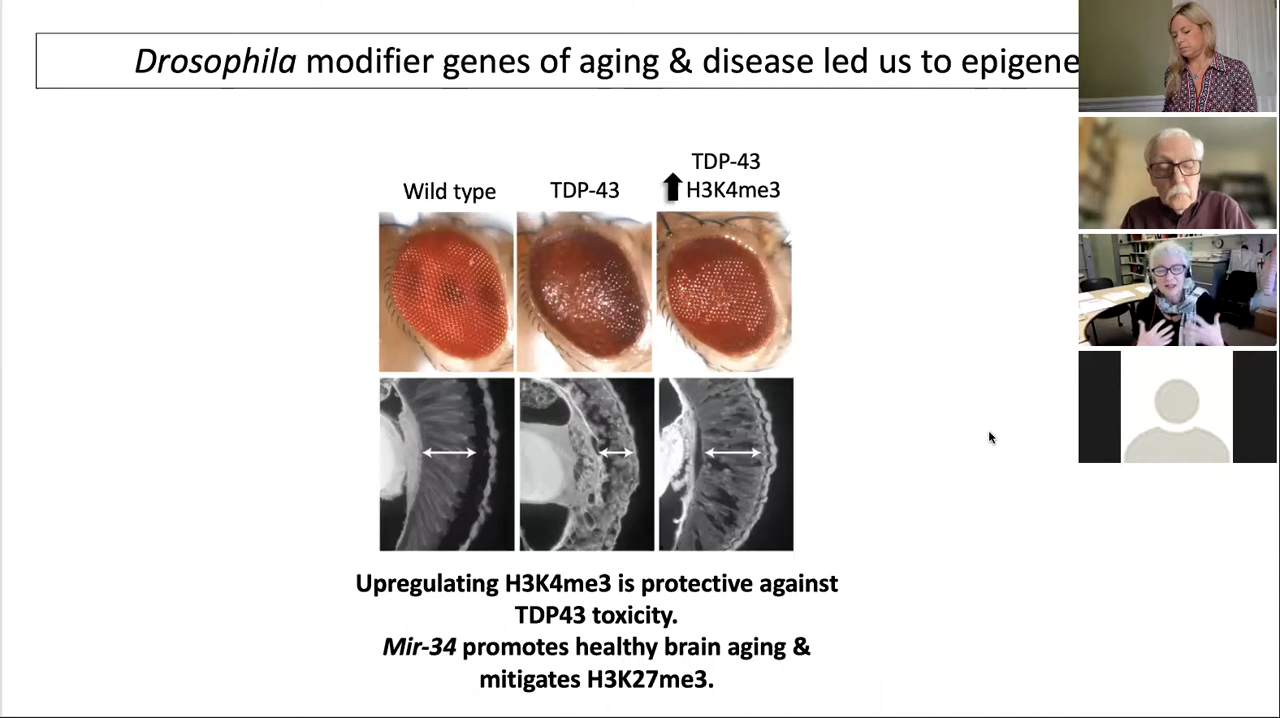 Drosophila modifier genes of aging & disease led us to epigene
TDP-43
Wild type TDP-43 H3K4me3
Upregulating H3K4me3 is protective against
TDP43 toxicity.
Mir-34 promotes healthy brain aging &
mitigates H3K27me3.